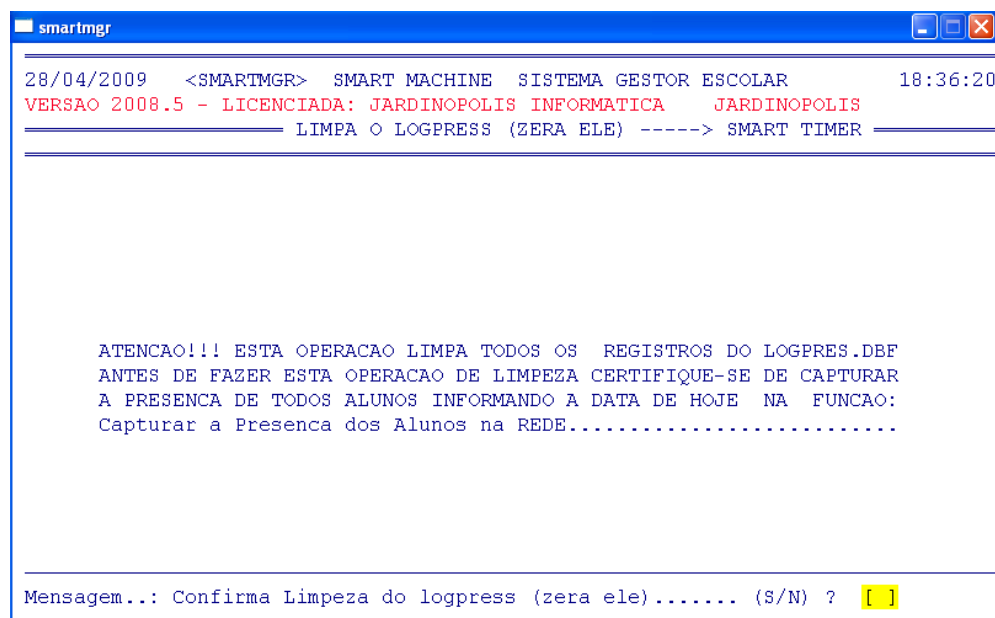 smartmgr
28/04/2009 <SMARTMGR> SMART MACHINE SISTEMA GESTOR ESCOLAR 18:36:20
VERSAO 2008.5 - LICENCIADA: JARDINOPOLIS INFORMATICA JARDINOPOLIS
LIMPA O LOGPRESS (ZERA ELE) -----> SMART TIMER
ATENCAO!!! ESTA OPERACAO LIMPA TODOS OS REGISTROS DO LOGPRES.DBF
ANTES DE FAZER ESTA OPERACAO DE LIMPEZA CERTIFIQUE-SE DE CAPTURAR
A PRESENCA DE TODOS ALUNOS INFORMANDO A DATA DE HOJE NA FUNCAO:
Capturar a Presenca dos Alunos na REDE...........................
Mensagem..: Confirma Limpeza do logpress (zera ele)....... (S/N) ? [ ]